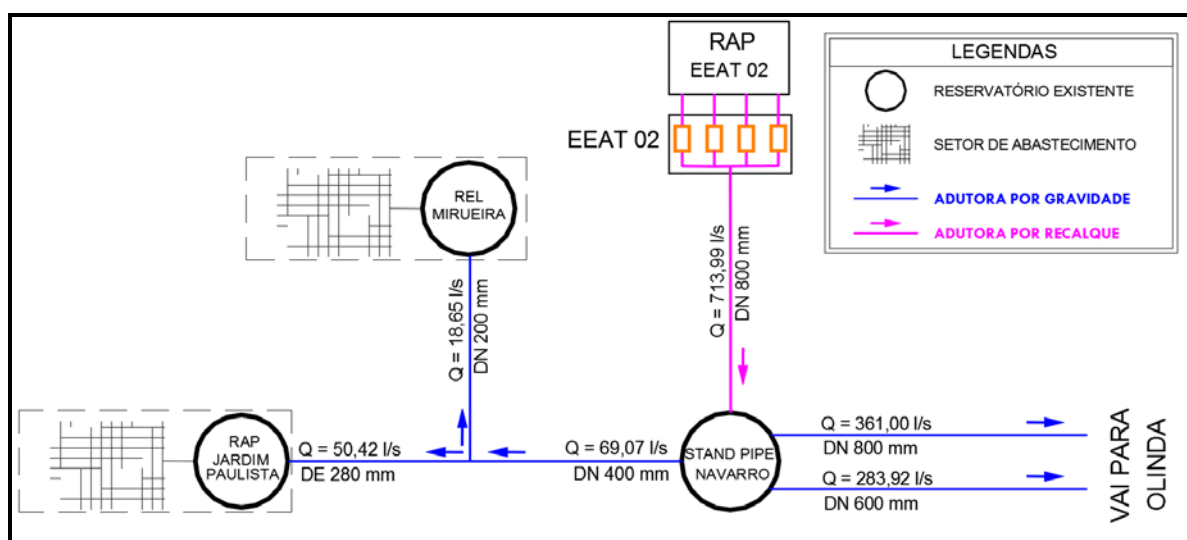 RAP
EEAT 02
EEAT 02
LEGENDAS
RESERVATÓRIO EXISTENTE
SETOR DE ABASTECIMENTO
ADUTORA POR GRAVIDADE
ADUTORA POR RECALQUE
REL
MIRUEIRA
Q = 18,65 l/s
DN 200 mm
Q = 713,99 l/s
DN 800 mm
RAP
JARDIM
PAULISTA
Q = 50,42 l/s
DE 280 mm
Q = 69,07 l/s
DN 400 mm
STAND PIPE
NAVARRO
Q = 361,00 l/s
DN 800 mm
Q = 283,92 l/s
DN 600 mm
VAI PARA
OLINDA